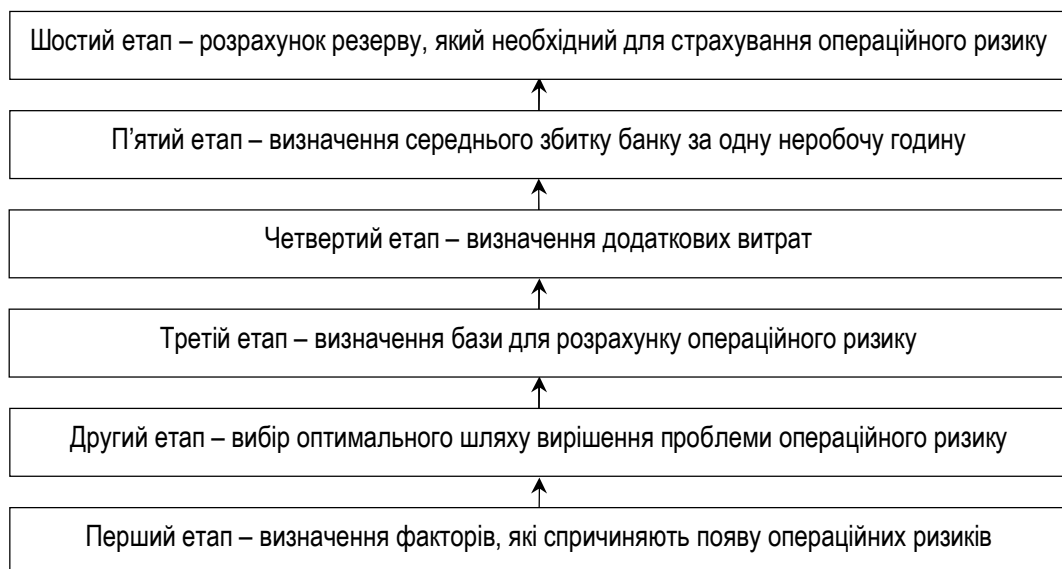 Шостий етап – розрахунок резерву, який необхідний для страхування операційного ризику
П’ятий етап – визначення середнього збитку банку за одну неробочу годину
Четвертий етап – визначення додаткових витрат
Третій етап – визначення бази для розрахунку операційного ризику
Другий етап – вибір оптимального шляху вирішення проблеми операційного ризику
Перший етап – визначення факторів, які спричиняють появу операційних ризиків